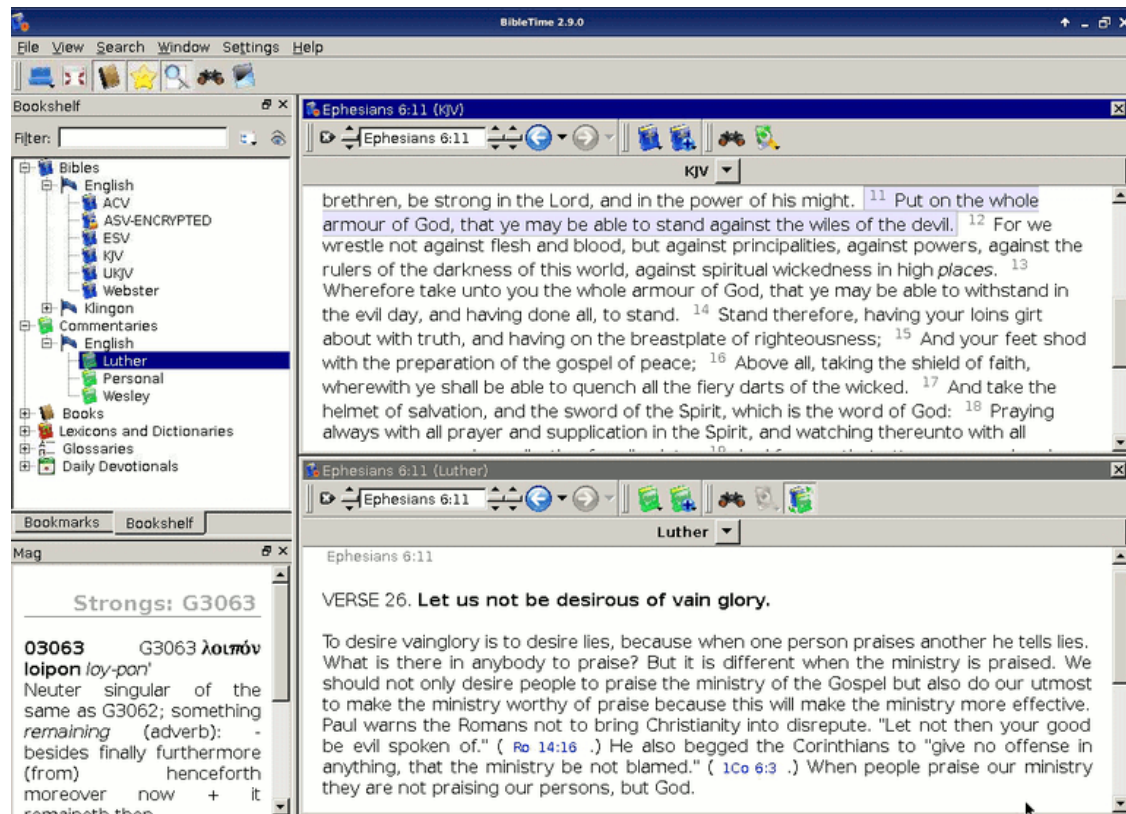 BibleTime 2.9.0
File View Search Window Settings Help
Bookshelf
Filter:
Bibles
English
ACV
ASV-ENCRYPTED
ESV
KJV
UKJV
Webster
Klingon
Commentaries
English
Luther
Personal
Wesley
Books
Lexicons and Dictionaries
Glossaries
Daily Devotionals
Bookmarks Bookshelf
Mag
Strongs: G3063
03063 G3063 λοιπόν
loipon loy-pon'
Neuter singular of the
same as G3062; something
remaining (adverb): -
besides finally furthermore
(from) henceforth
moreover now + it
remaineth then
Ephesians 6:11 (KJV)
Ephesians 6:11
KJV
brethren, be strong in the Lord, and in the power of his might. 11 Put on the whole
armour of God, that ye may be able to stand against the wiles of the devil. 12 For we
wrestle not against flesh and blood, but against principalities, against powers, against the
rulers of the darkness of this world, against spiritual wickedness in high places. 13
Wherefore take unto you the whole armour of God, that ye may be able to withstand in
the evil day, and having done all, to stand. 14 Stand therefore, having your loins girt
about with truth, and having on the breastplate of righteousness; 15 And your feet shod
with the preparation of the gospel of peace; 16 Above all, taking the shield of faith,
wherewith ye shall be able to quench all the fiery darts of the wicked. 17 And take the
helmet of salvation, and the sword of the Spirit, which is the word of God: 18 Praying
always with all prayer and supplication in the Spirit, and watching thereunto with all
Ephesians 6:11 (Luther)
Ephesians 6:11
Luther
Ephesians 6:11
VERSE 26. Let us not be desirous of vain glory.
To desire vainglory is to desire lies, because when one person praises another he tells lies.
What is there in anybody to praise? But it is different when the ministry is praised. We
should not only desire people to praise the ministry of the Gospel but also do our utmost
to make the ministry worthy of praise because this will make the ministry more effective.
Paul warns the Romans not to bring Christianity into disrepute. "Let not then your good
be evil spoken of." ( Ro 14:16 .) He also begged the Corinthians to "give no offense in
anything, that the ministry be not blamed." ( 1Co 6:3 .) When people praise our ministry
they are not praising our persons, but God.